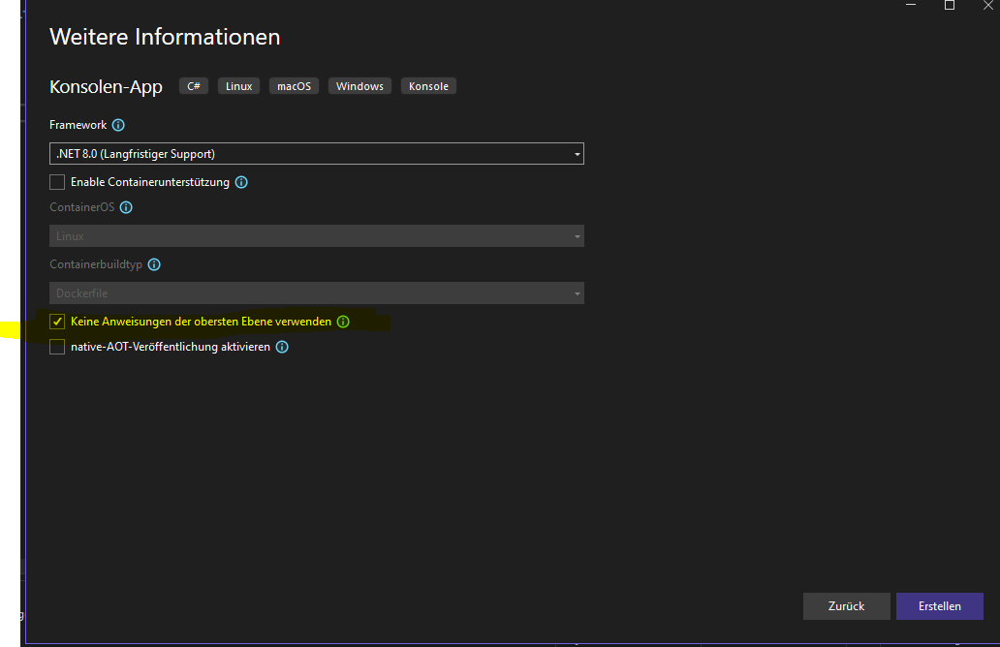 Weitere Informationen
Konsolen-App C# Linux macOS Windows Konsole
Framework
.NET 8.0 (Langfristiger Support)
Enable Containerunterstützung
ContainerOS
Linux
Containerbuildtyp
Dockerfile
Keine Anweisungen der obersten Ebene verwenden
native-AOT-Veröffentlichung aktivieren
Zurück Erstellen